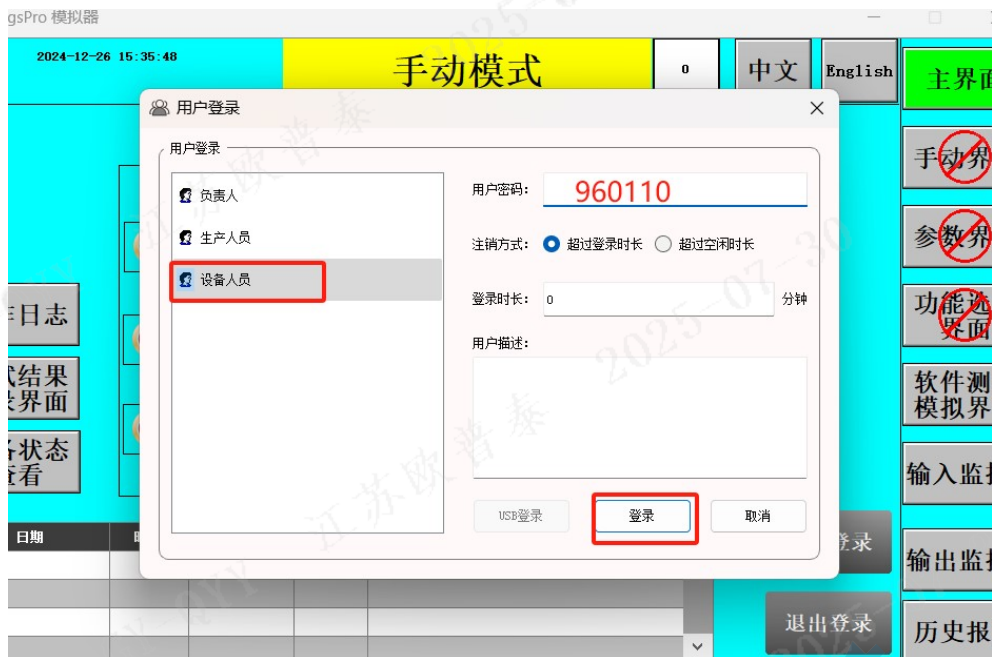 gsPro 模拟器
2024-12-26 15:35:48
手动模式
0
中文
English
主界面
用户登录
用户登录
负责人
生产人员
设备人员
用户密码：
960110
注销方式：
超过登录时长
超过空闲时长
登录时长：
0
分钟
用户描述：
USB登录
登录
取消
手动界
参数界
功能选
界面
软件测
模拟界
输入监
输出监
历史报
日志
结果
界面
状态
查看
日期
登录
退出登录
江苏欧普泰 2025-07-30